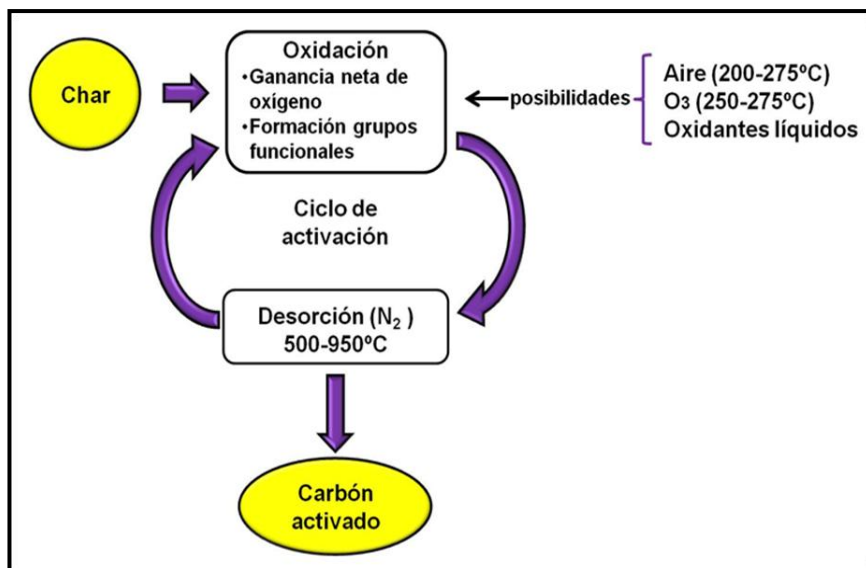 Char
Oxidación
•Ganancia neta de
oxígeno
•Formación grupos
funcionales
posibilidades
Aire (200-275ºC)
O3 (250-275ºC)
Oxidantes líquidos
Ciclo de
activación
Desorción (N2 )
500-950ºC
Carbón
activado